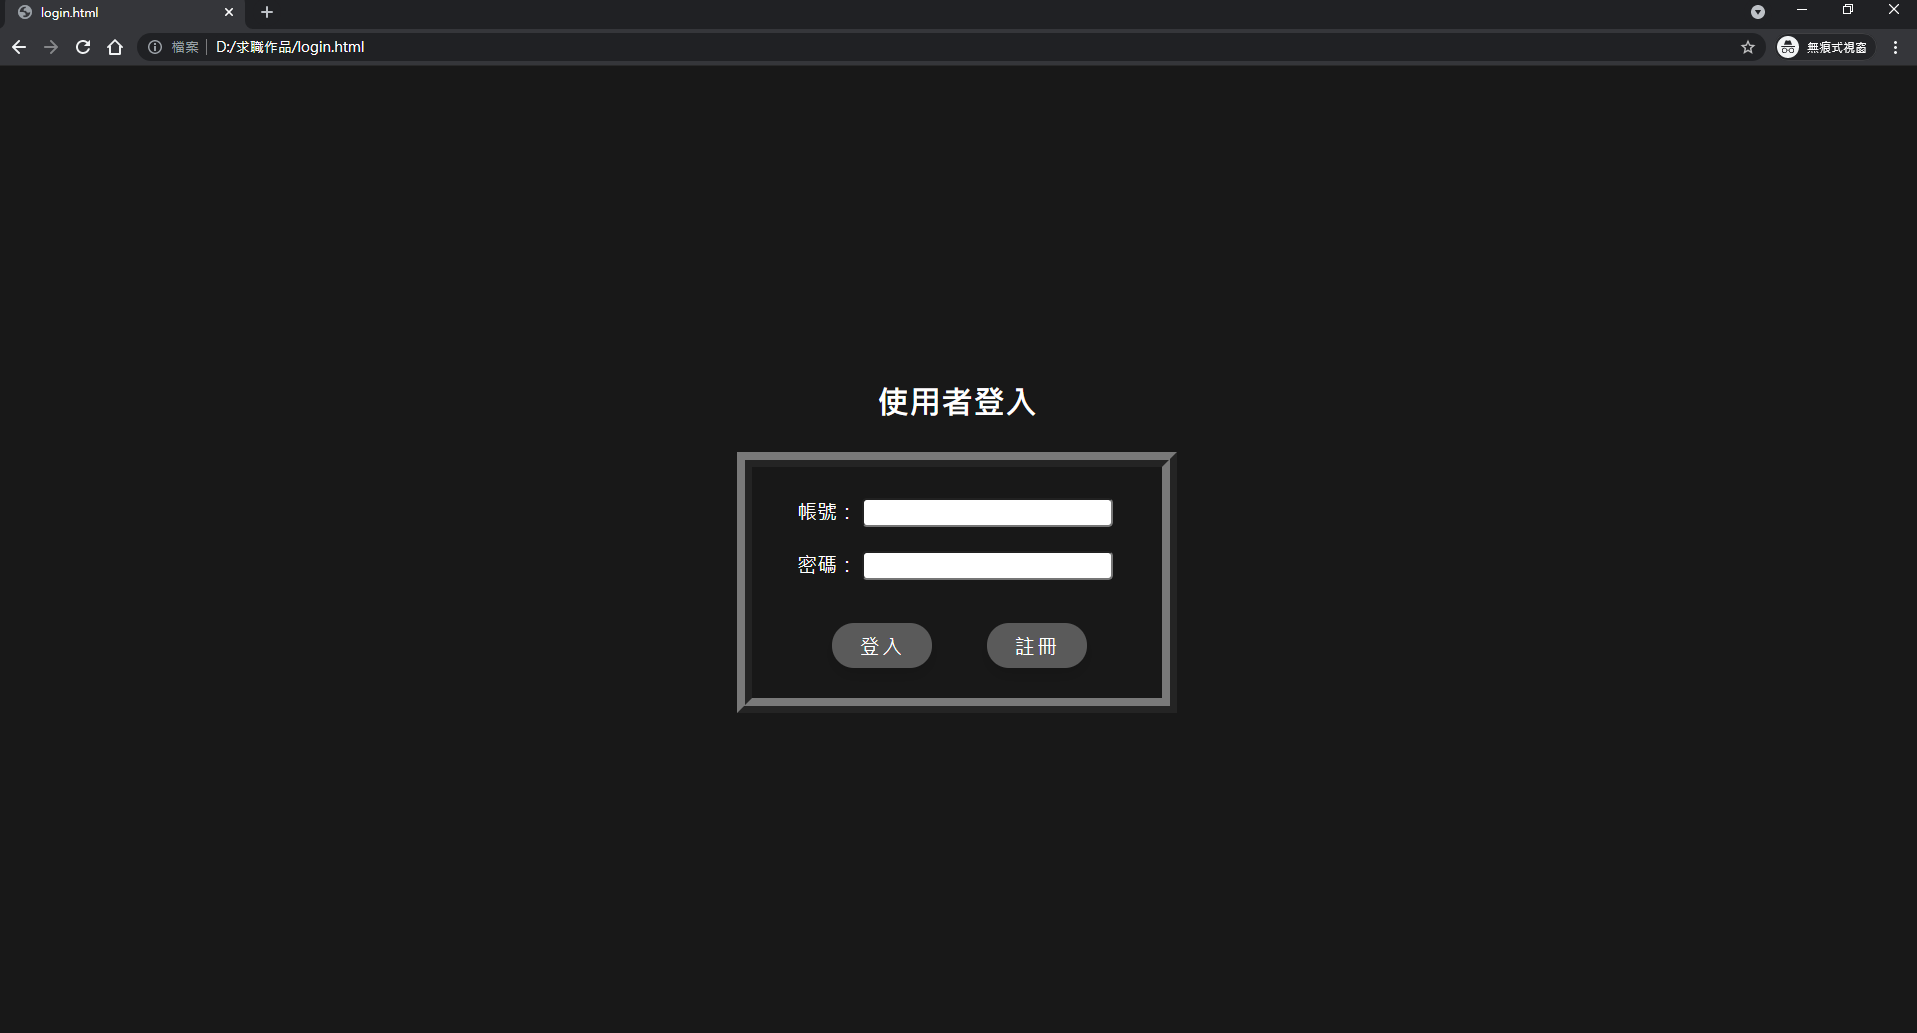 login.html
檔案 D:/求職作品/login.html 無痕式視窗
使用者登入
帳號：
密碼：
登入 註冊